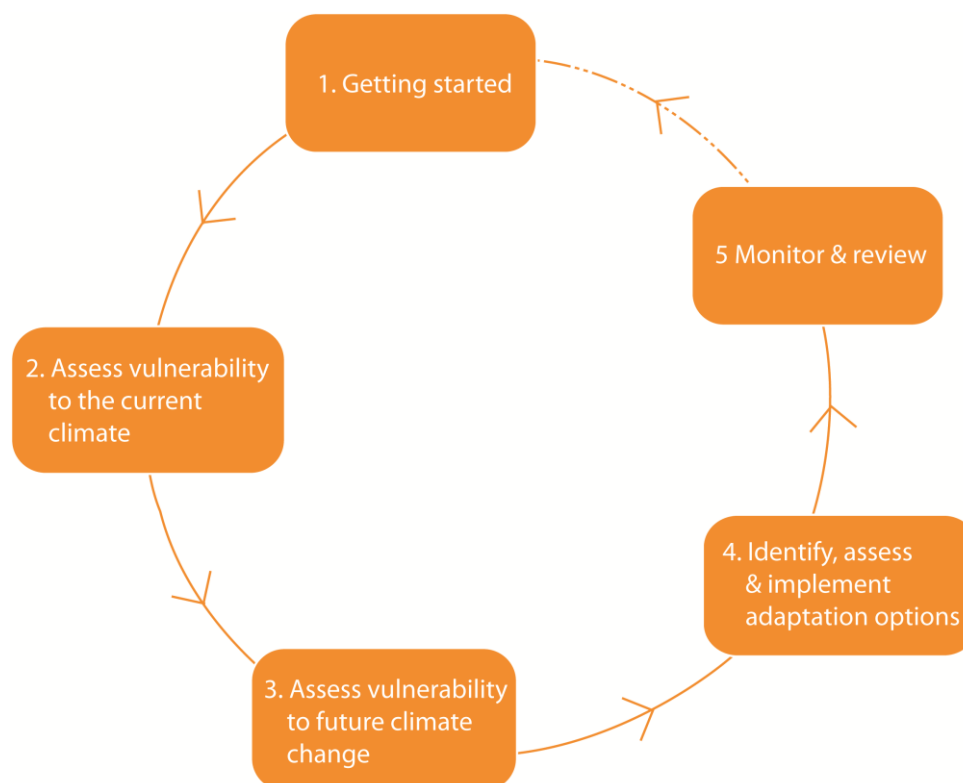 1. Getting started
2. Assess vulnerability
to the current
climate
3. Assess vulnerability
to future climate
change
4. Identify, assess
& implement
adaptation options
5 Monitor & review